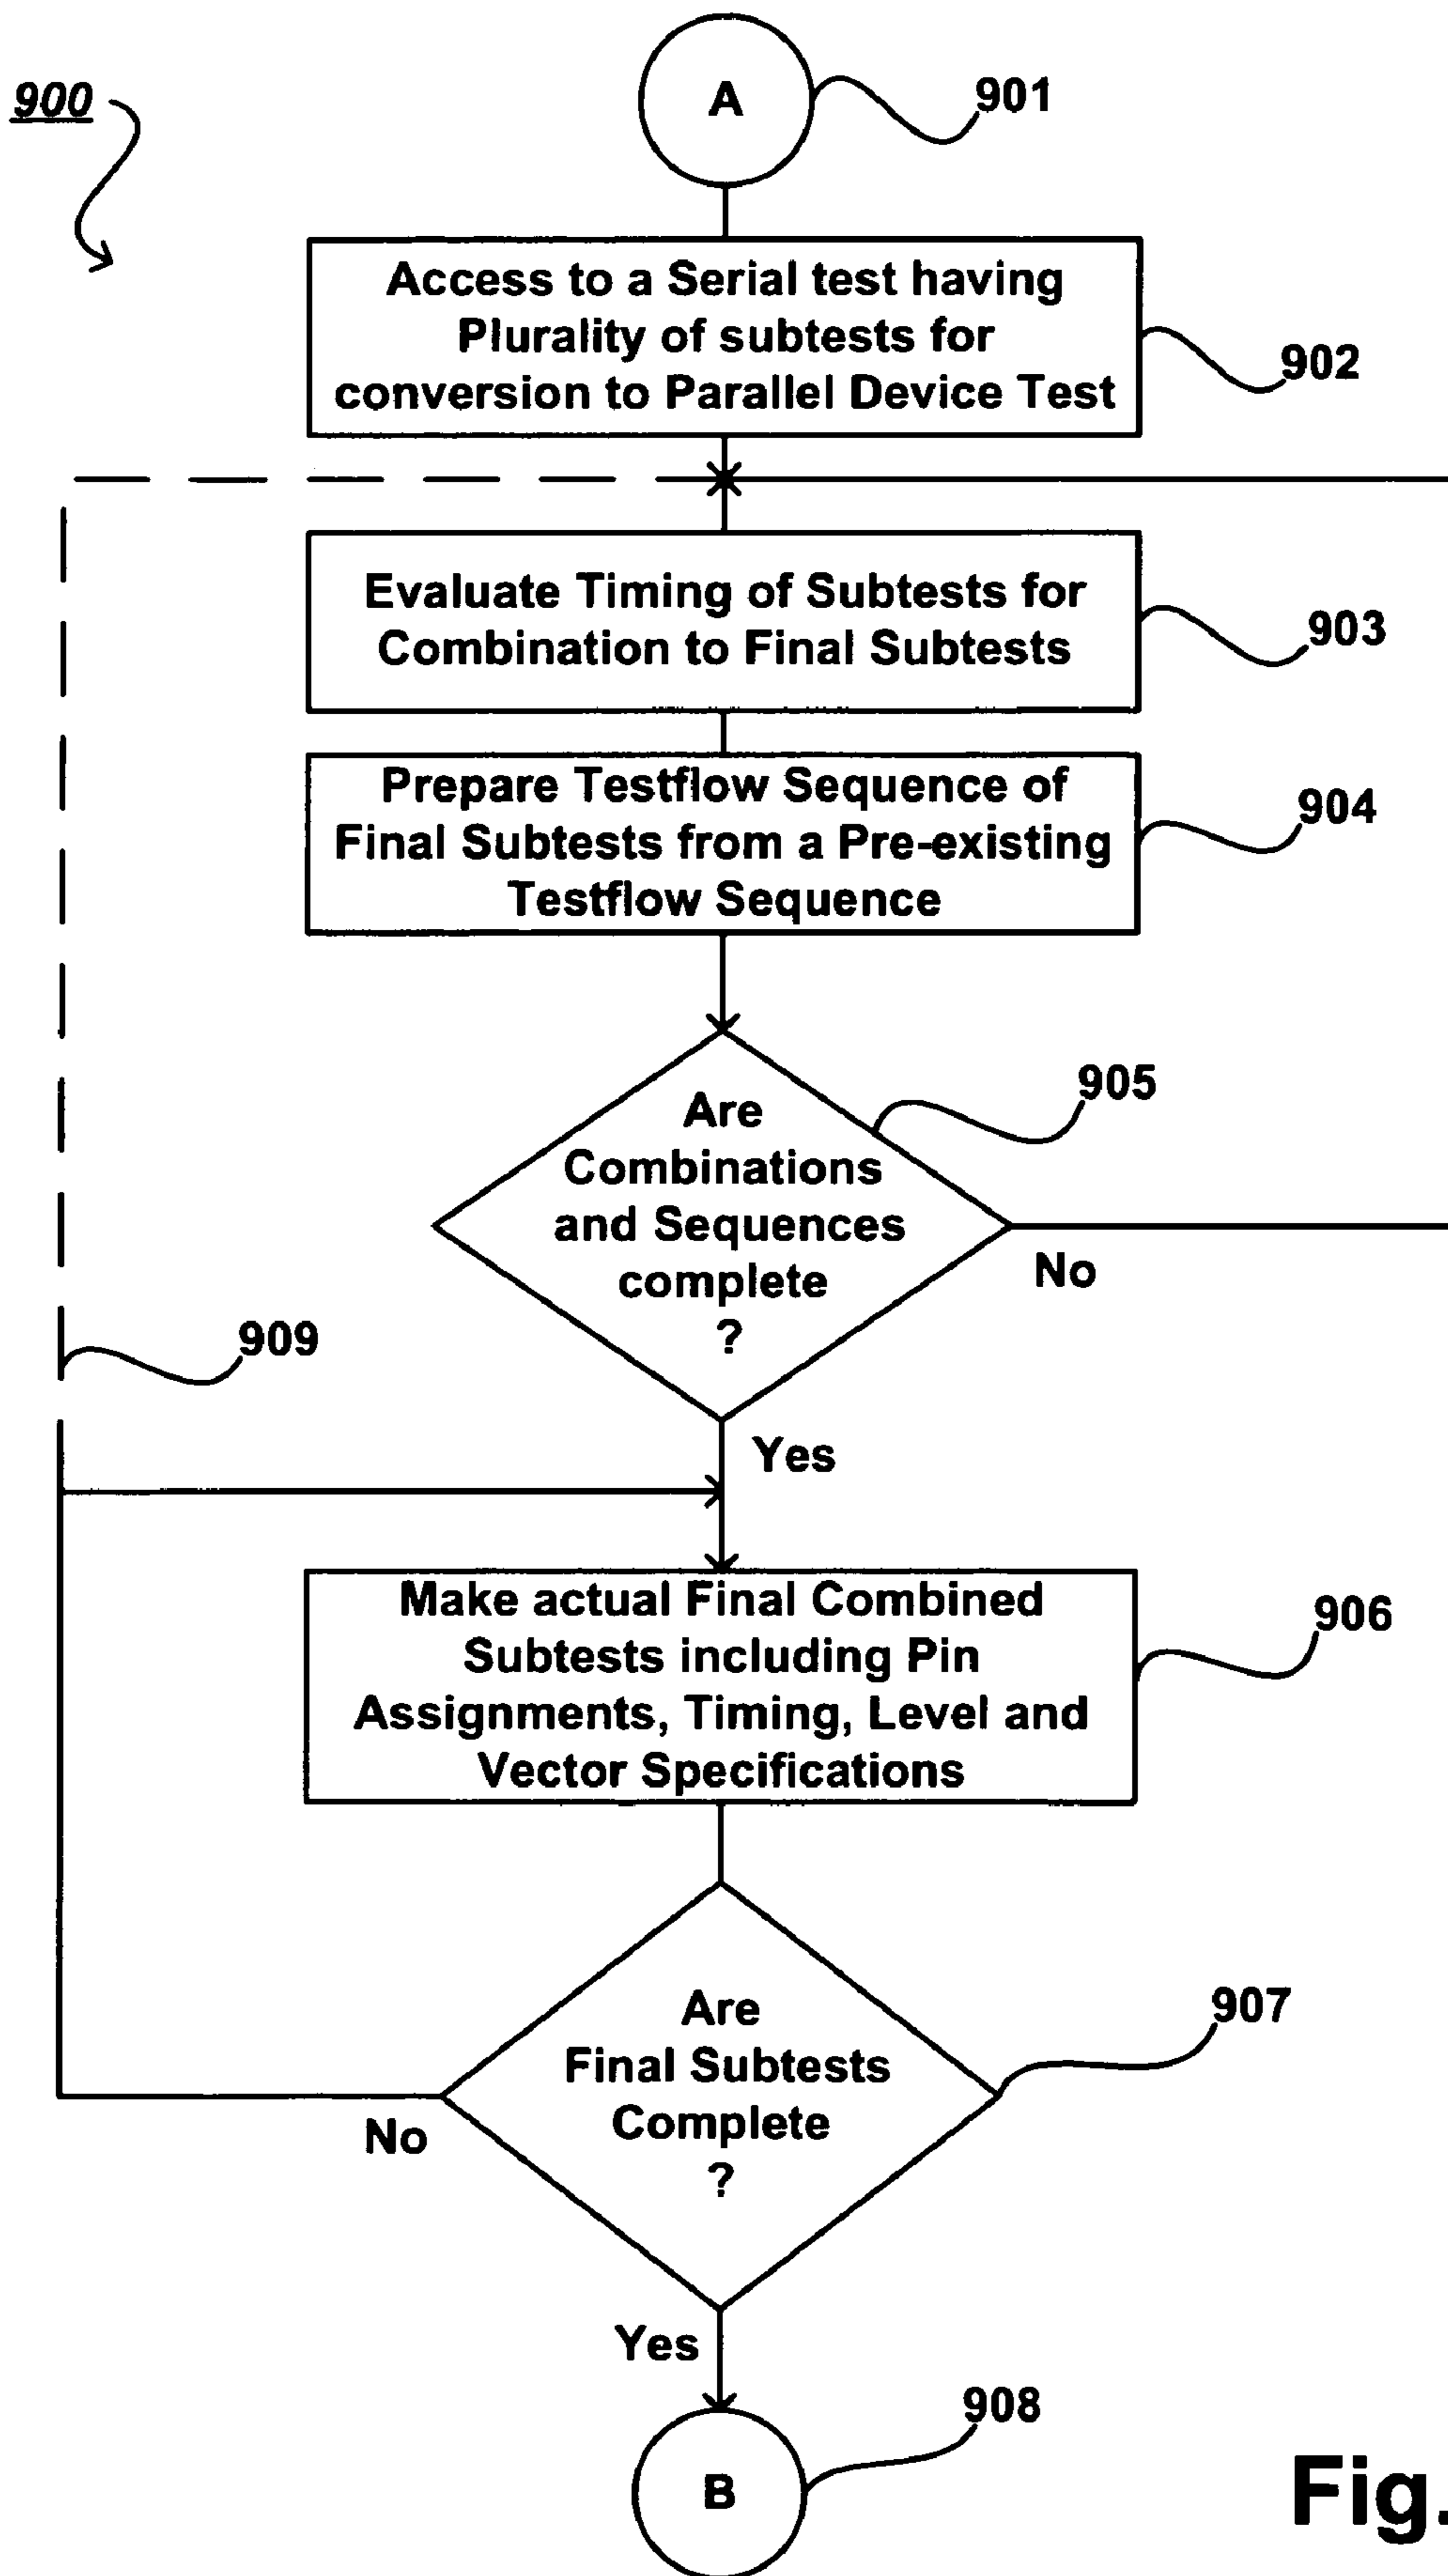 900
A
901
Access to a Serial test having
Plurality of subtests for
conversion to Parallel Device Test
902
Evaluate Timing of Subtests for
Combination to Final Subtests
903
Prepare Testflow Sequence of
Final Subtests from a Pre-existing
Testflow Sequence
904
Are
Combinations
and Sequences
complete
?
905
No
Yes
909
Make actual Final Combined
Subtests including Pin
Assignments, Timing, Level and
Vector Specifications
906
Are
Final Subtests
Complete
?
907
No
Yes
B
908
Fig.